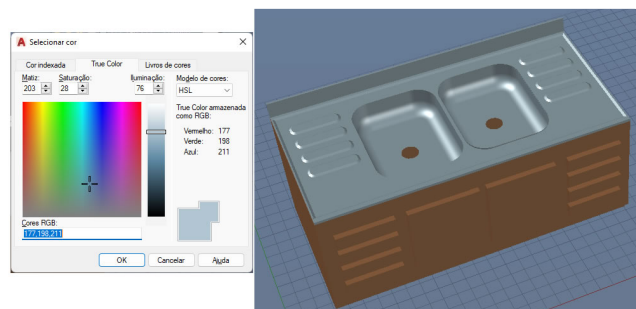 Selecionar cor
Cor indexada True Color Livros de cores
Matiz: Saturação: Iluminação: Modelo de cores:
203 28 76 HSL
True Color armazenada
como RGB:
Vermelho: 177
Verde: 198
Azul: 211
Cores RGB:
177,198,211
OK Cancelar Ajuda